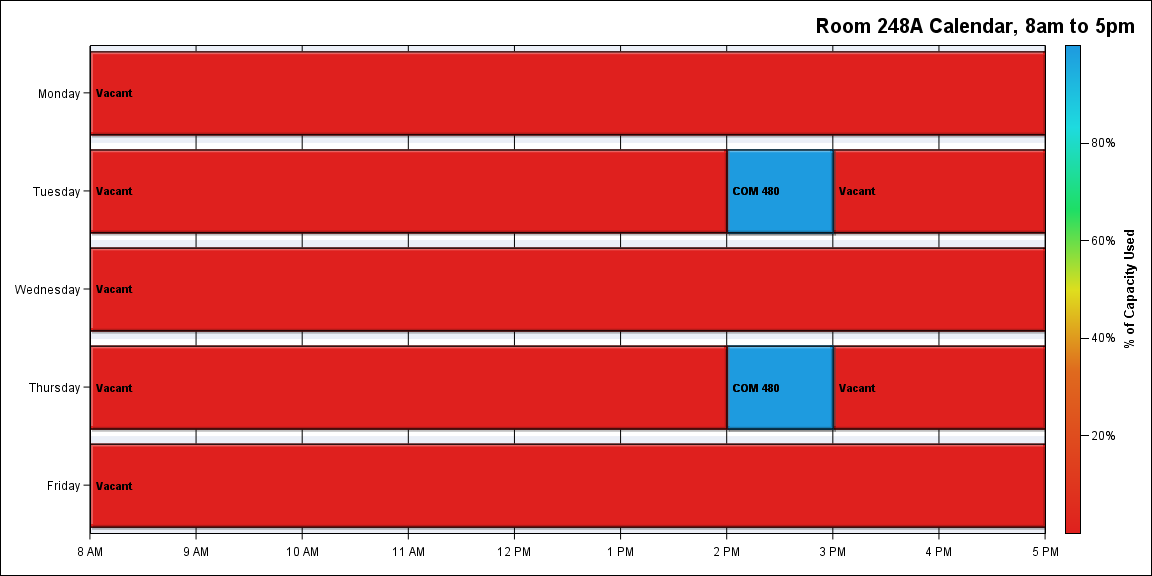 Room 248A Calendar, 8am to 5pm
Monday
Vacant
80%
Tuesday
Vacant
COM 480
Vacant
60%
Wednesday
Vacant
% of Capacity Used
40%
Thursday
Vacant
COM 480
Vacant
20%
Friday
Vacant
8 AM
9 AM
10 AM
11 AM
12 PM
1 PM
2 PM
3 PM
4 PM
5 PM